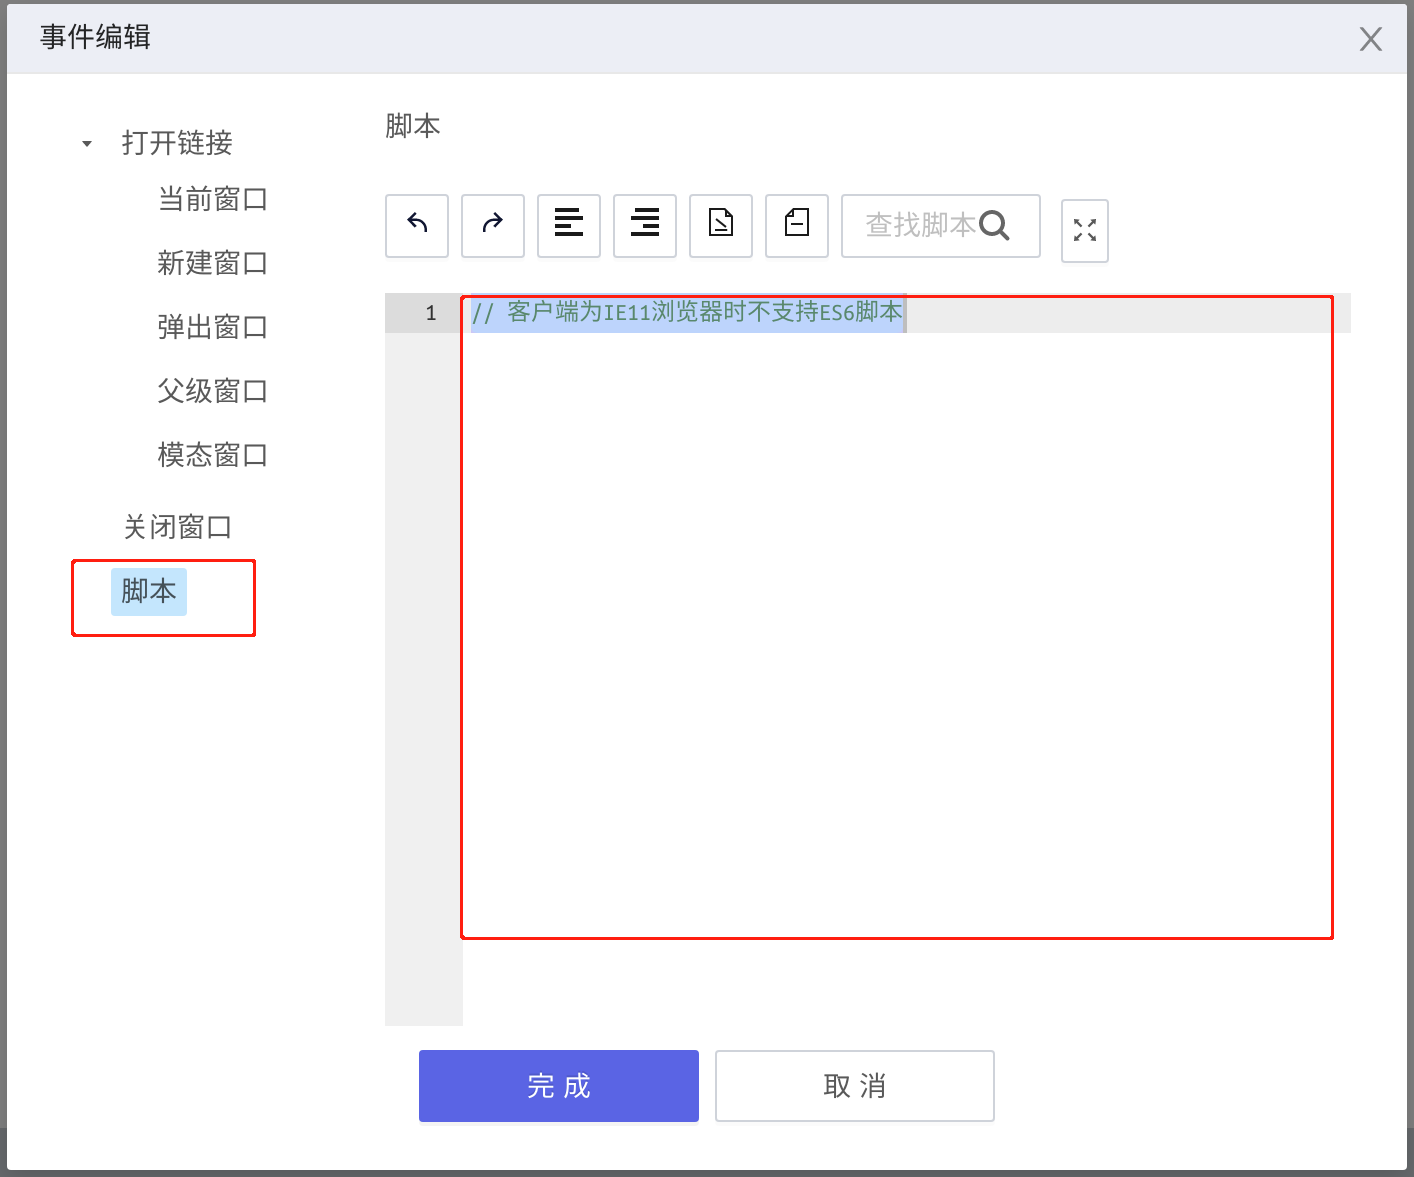 事件编辑
打开链接
当前窗口
新建窗口
弹出窗口
父级窗口
模态窗口
关闭窗口
脚本
脚本
查找脚本
1
// 客户端为IE11浏览器时不支持ES6脚本
完成
取消